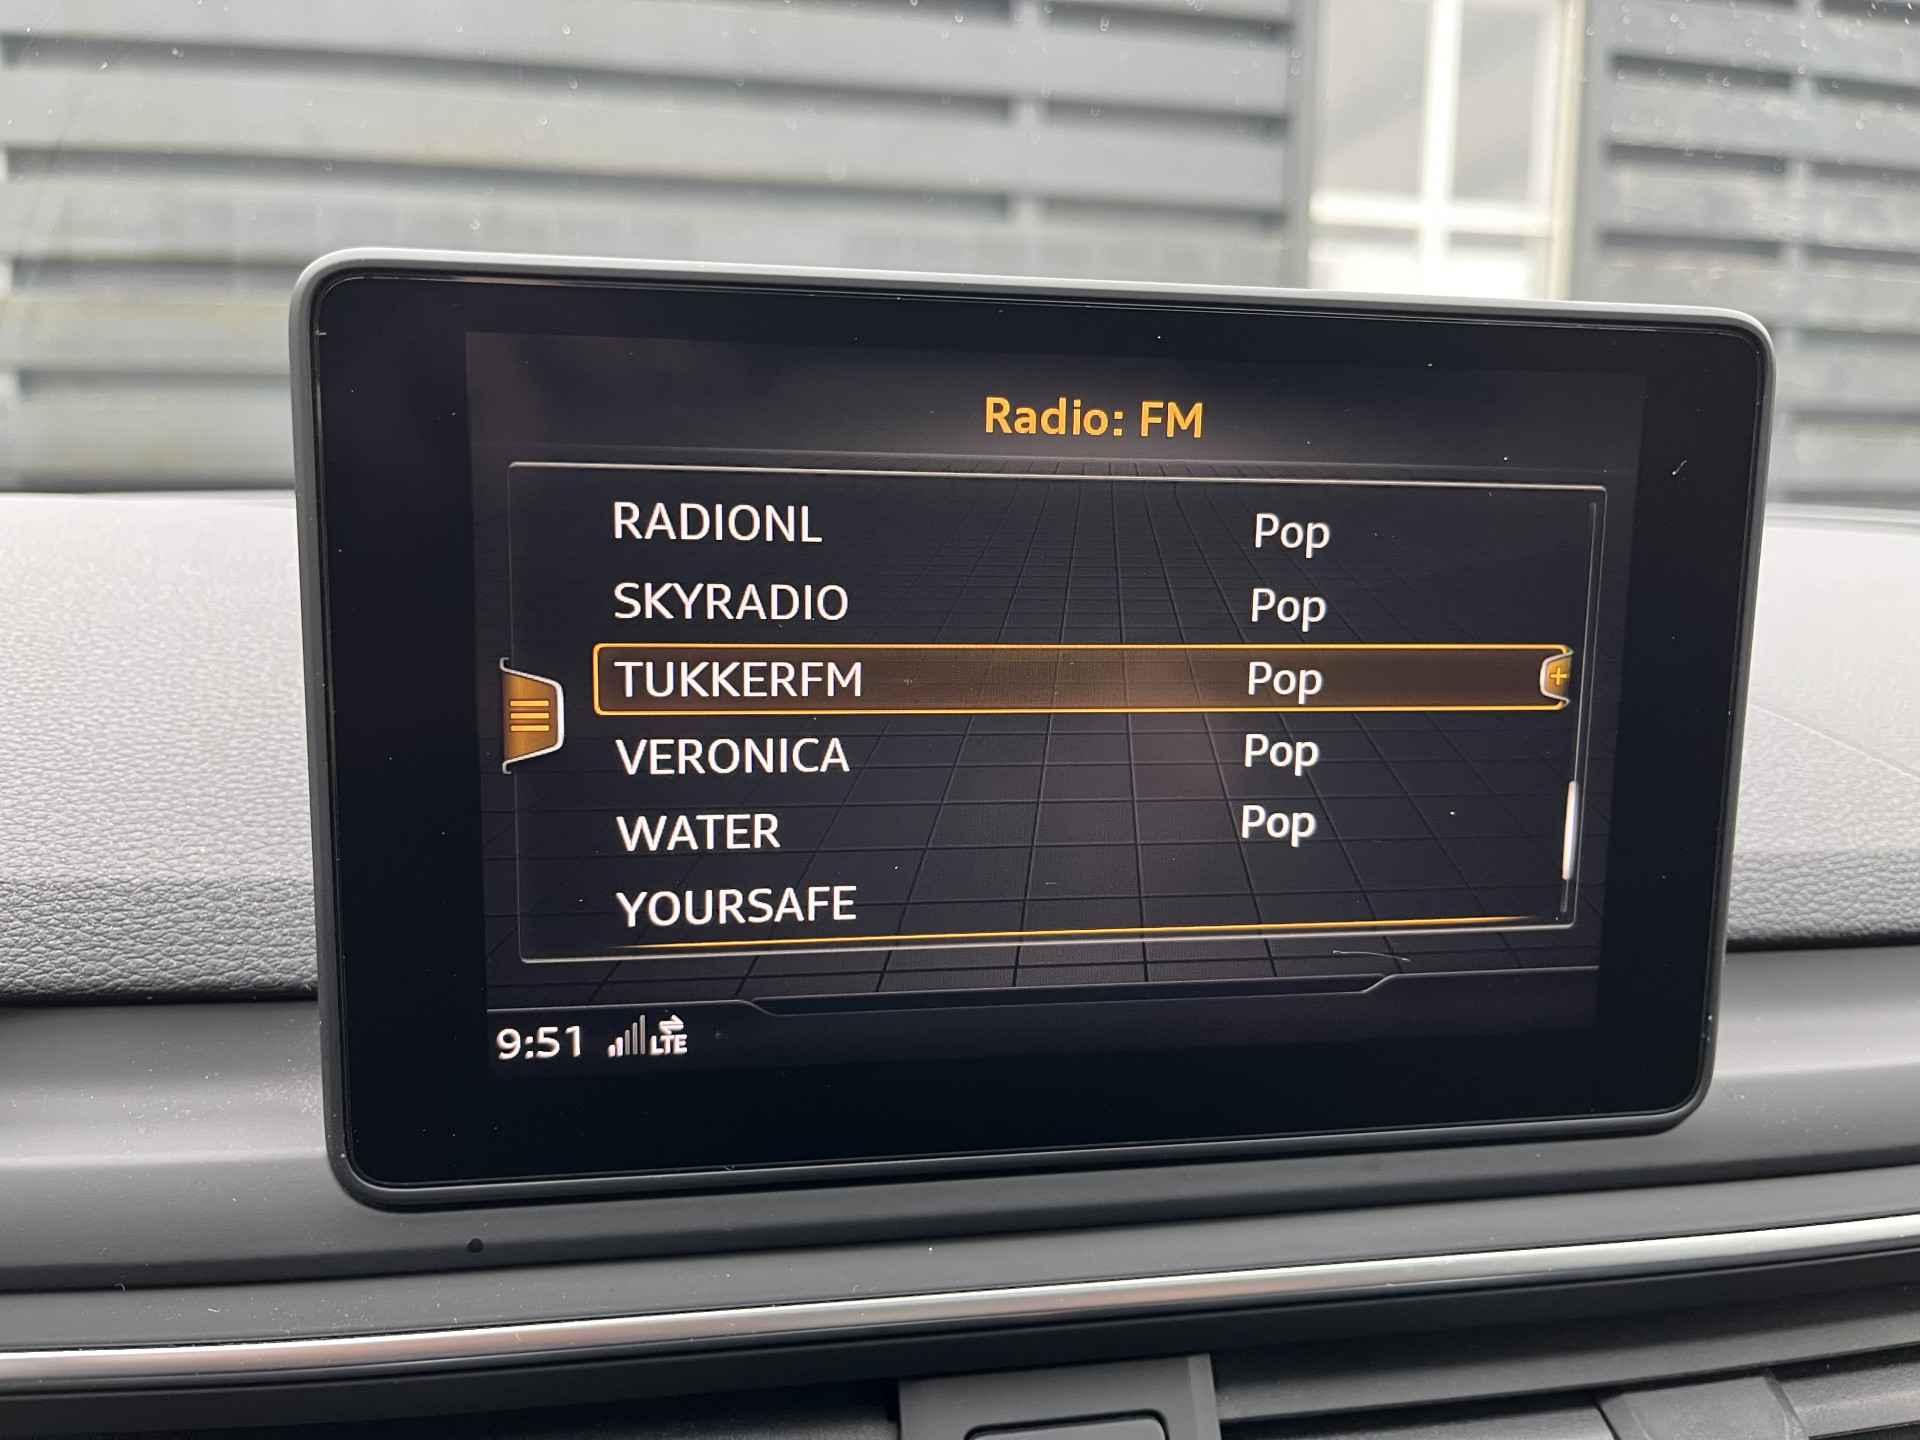 Radio: FM
RADIONL Pop
SKYRADIO Pop
TUKKERFM Pop
VERONICA Pop
WATER Pop
YOURSAFE
9:51 LTE